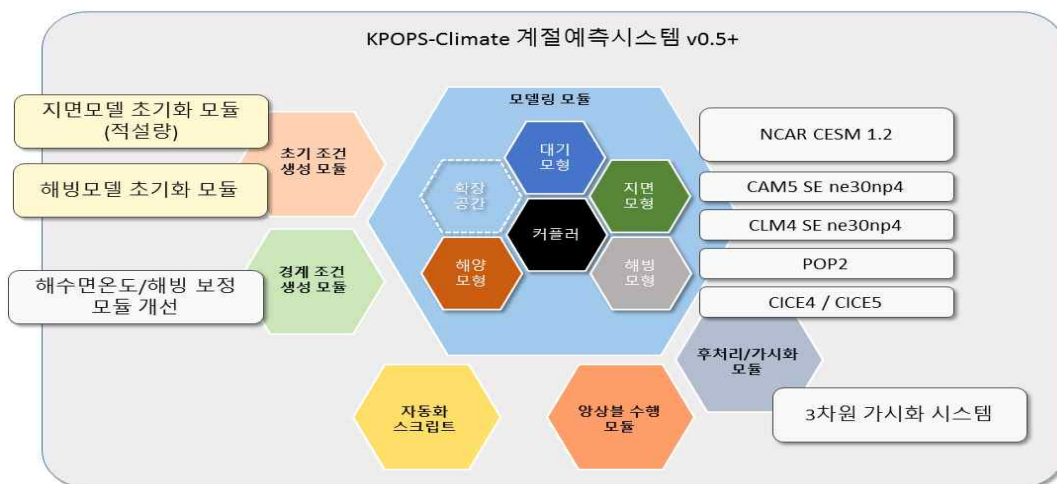 KPOPS-Climate 계절예측시스템 v0.5+
지면모델 초기화 모듈
(적설량)
해빙모델 초기화 모듈
초기 조건
생성 모듈
해수면온도/해빙 보정
모듈 개선
경계 조건
생성 모듈
모델링 모듈
대기
모형
확장
공간
지면
모형
커플러
해양
모형
해빙
모형
NCAR CESM 1.2
CAM5 SE ne30np4
CLM4 SE ne30np4
POP2
CICE4 / CICE5
후처리/가시화
모듈
3차원 가시화 시스템
자동화
스크립트
앙상블 수행
모듈